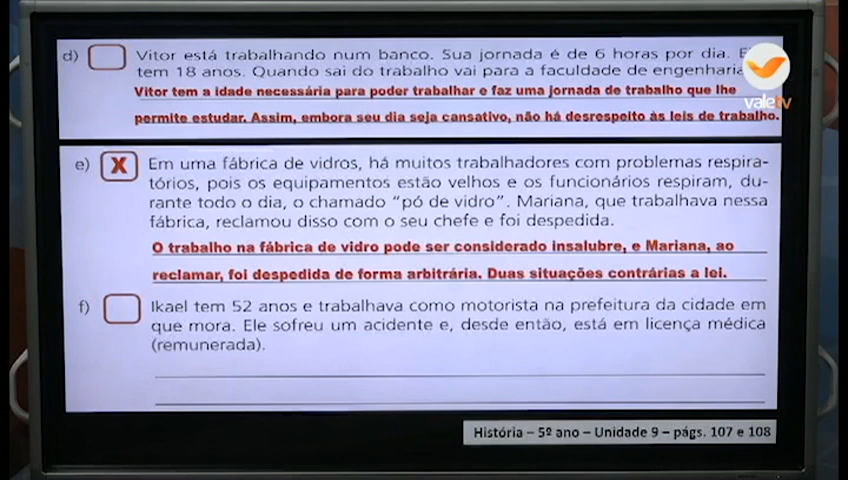 d) Vitor está trabalhando num banco. Sua jornada é de 6 horas por dia.
tem 18 anos. Quando sai do trabalho vai para a faculdade de engenharia
Vitor tem a idade necessária para poder trabalhar e faz uma jornada de trabalho que lhe
permite estudar. Assim, embora seu dia seja cansativo, não há desrespeito às leis de trabalho.
vale tv
e) X Em uma fábrica de vidros, há muitos trabalhadores com problemas respira-
tórios, pois os equipamentos estão velhos e os funcionários respiram, du-
rante todo o dia, o chamado “pó de vidro”. Mariana, que trabalhava nessa
fábrica, reclamou disso com o seu chefe e foi despedida.
O trabalho na fábrica de vidro pode ser considerado insalubre, e Mariana, ao
reclamar, foi despedida de forma arbitrária. Duas situações contrárias a lei.
f) Ikael tem 52 anos e trabalhava como motorista na prefeitura da cidade em
que mora. Ele sofreu um acidente e, desde então, está em licença médica
(remunerada).
História – 5º ano – Unidade 9 – págs. 107 e 108